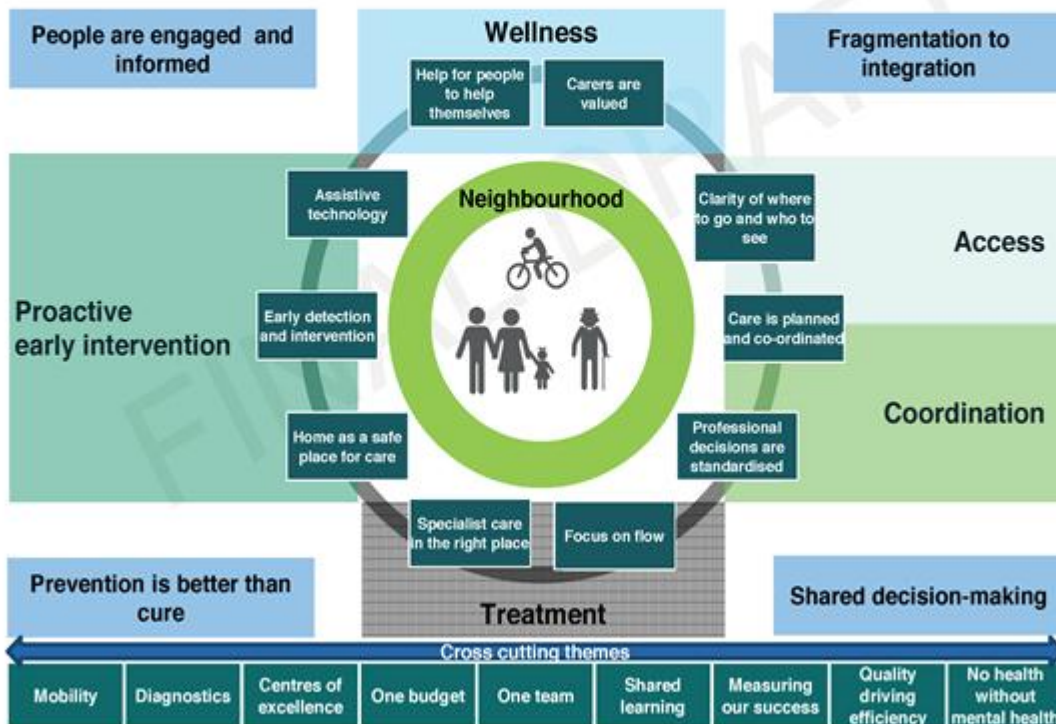 People are engaged and
informed
Wellness
Fragmentation to
integration
Help for people
to help
themselves
Carers are
valued
Assistive
technology
Neighbourhood
Clarity of where
to go and who to
see
Access
Proactive
early intervention
Early detection
and intervention
Care is planned
and co-ordinated
Coordination
Home as a safe
place for care
Professional
decisions are
standardised
Specialist care
in the right place
Focus on flow
Prevention is better than
cure
Treatment
Shared decision-making
Cross cutting themes
Mobility
Diagnostics
Centres of
excellence
One budget
One team
Shared
learning
Measuring
our success
Quality
driving
efficiency
No health
without
mental health
FINAL DRAFT